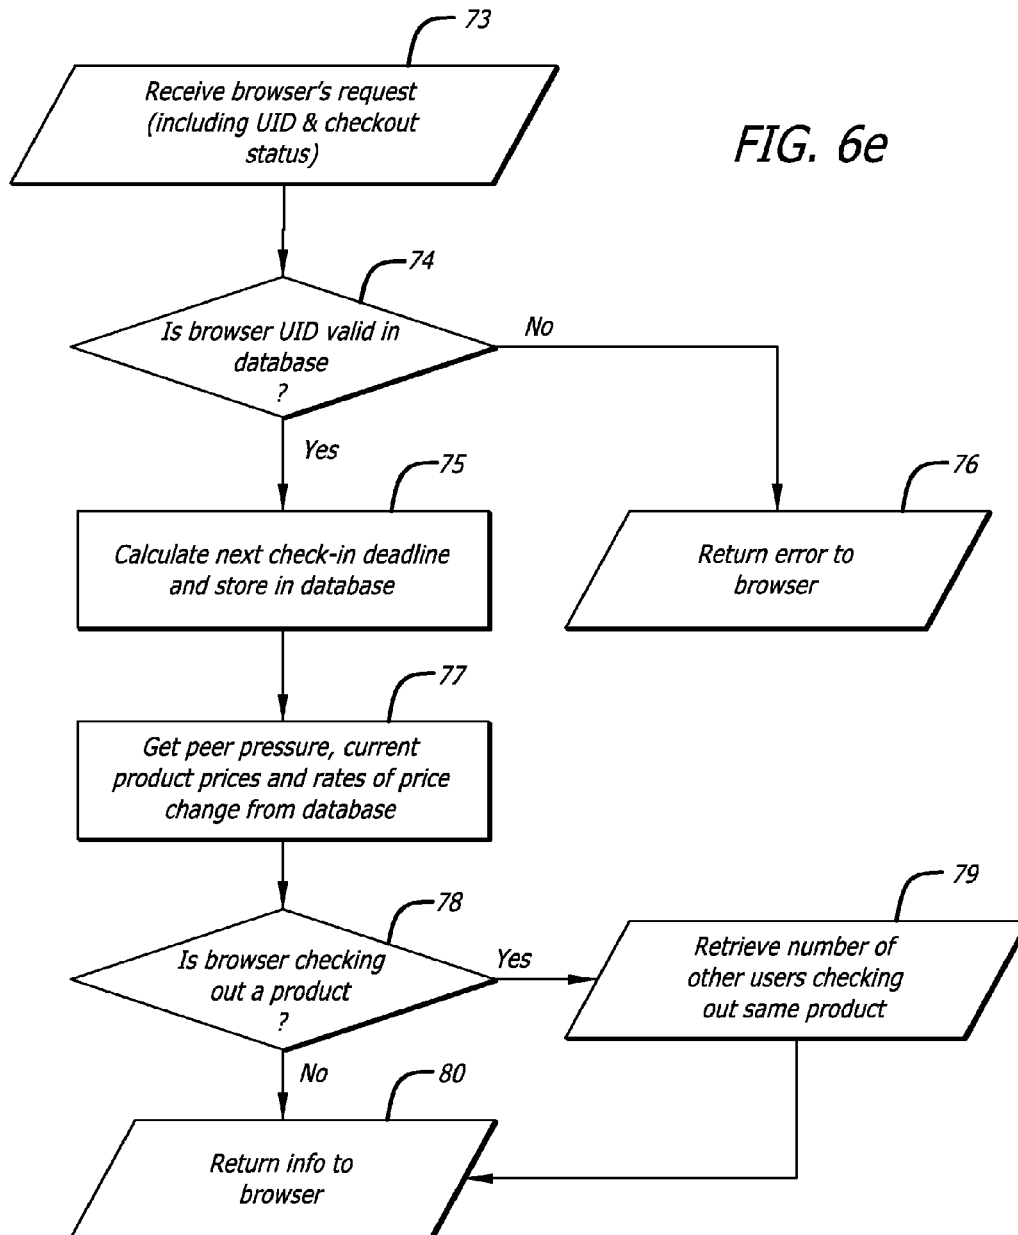 73
Receive browser's request
(including UID & checkout
status)
FIG. 6e
74
Is browser UID valid in
database
?
No
Yes
75
Calculate next check-in deadline
and store in database
76
Return error to
browser
77
Get peer pressure, current
product prices and rates of price
change from database
78
Is browser checking
out a product
?
Yes
79
Retrieve number of
other users checking
out same product
No
80
Return info to
browser